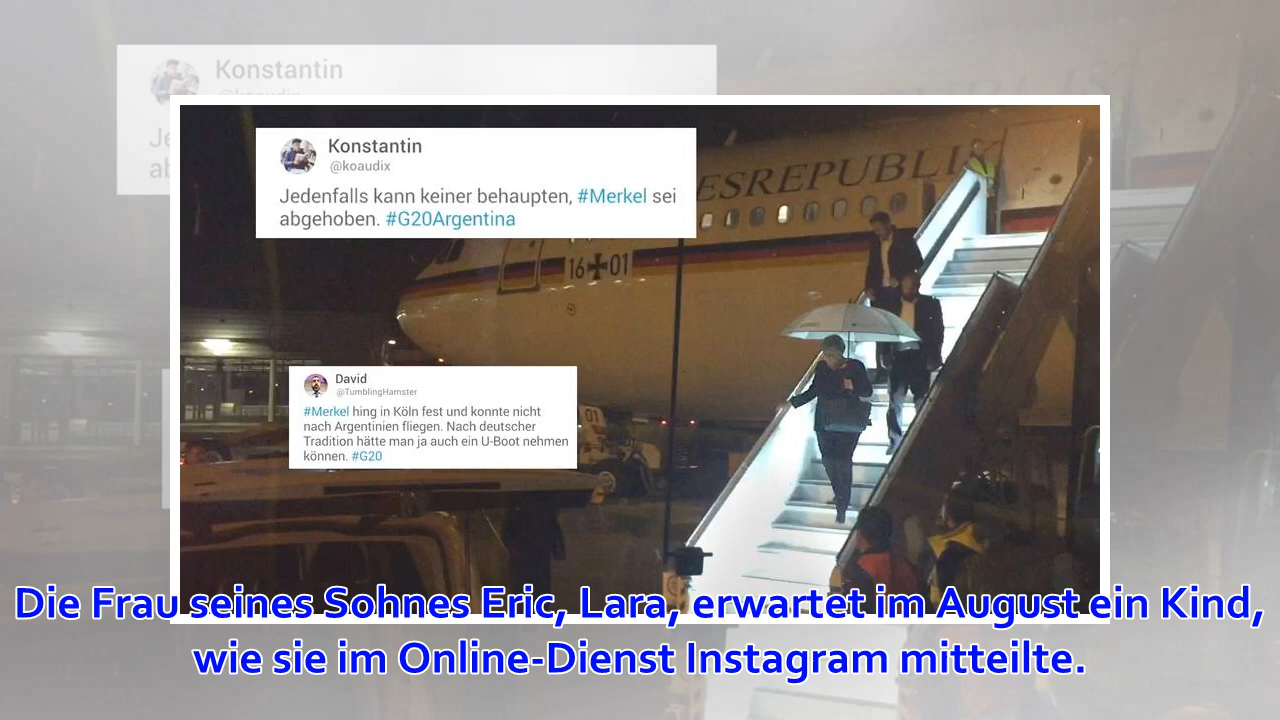 Konstantin
Konstantin
@koaudix
Jedenfalls kann keiner behaupten, #Merkel sei
abgehoben. #G20Argentina
ESREPUBLIK
16 01
David
@TumblingHamster
#Merkel hing in Köln fest und konnte nicht
nach Argentinien fliegen. Nach deutscher
Tradition hätte man ja auch ein U-Boot nehmen
können. #G20
01
Die Frau seines Sohnes Eric, Lara, erwartet im August ein Kind,
wie sie im Online-Dienst Instagram mitteilte.